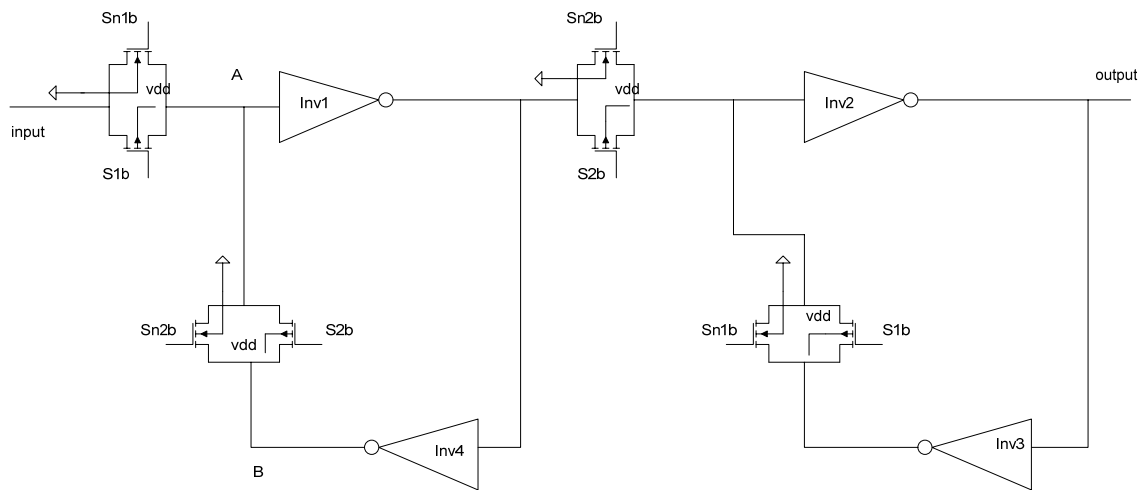 Sn1b
Sn2b
A
vdd
vdd
output
Inv1
Inv2
input
S1b
S2b
Sn2b
vdd
S2b
Sn1b
vdd
S1b
Inv4
Inv3
B